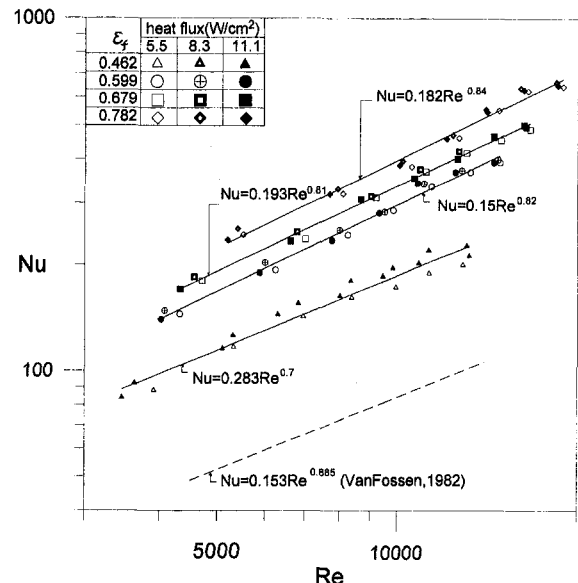 1000
εf heat flux(W/cm²)
5.5 8.3 11.1
0.462
0.599
0.679
0.782
Nu=0.182Re^0.84
Nu=0.193Re^0.81
Nu=0.15Re^0.82
Nu
100
Nu=0.283Re^0.7
Nu=0.153Re^0.685 (VanFossen,1982)
5000 10000
Re